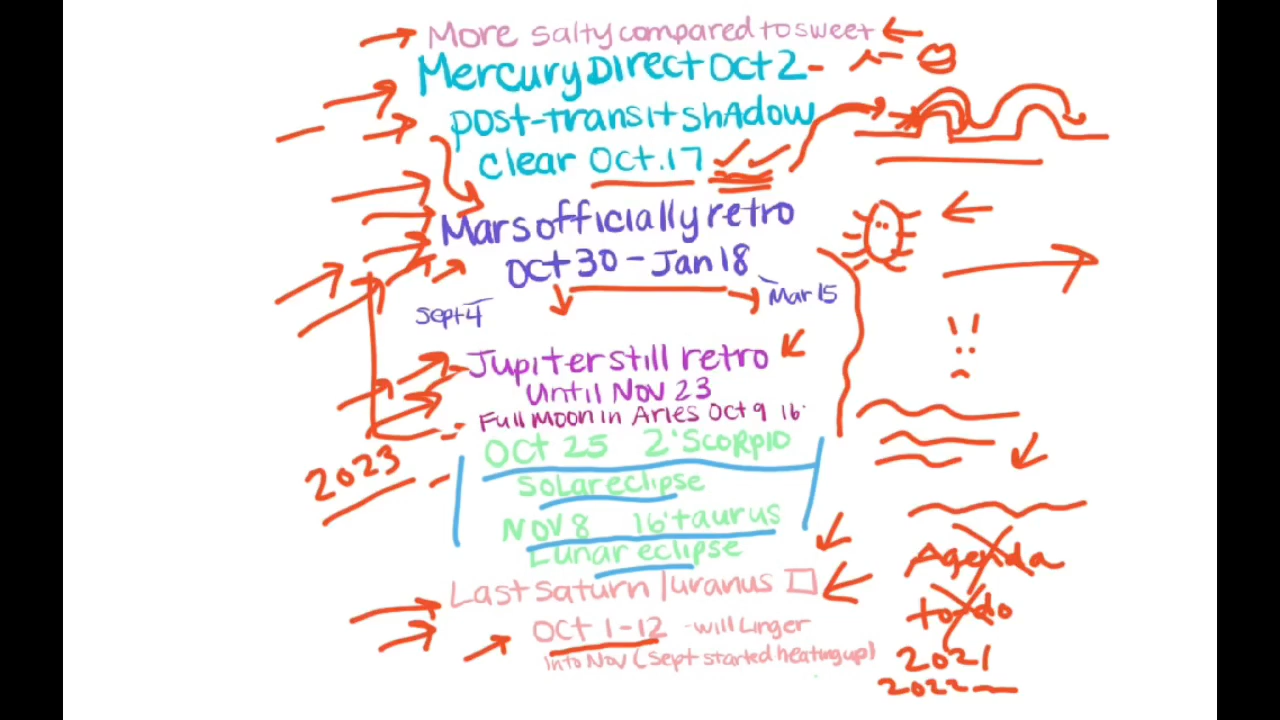 More salty compared to sweet
Mercury Direct Oct 2
post-transit shadow
clear Oct. 17
Mars officially retro
Oct 30 - Jan 18
Mar 15
Sept 4
Jupiter still retro
Until Nov 23
Full Moon in Aries Oct 9 16°
Oct 25 2° Scorpio
Solar eclipse
2023
Nov 8 16° taurus
Lunar eclipse
Agenda
Last Saturn / uranus □
to-do
Oct 1-12 -will Linger
into Nov (Sept started heating up)
2021
2022